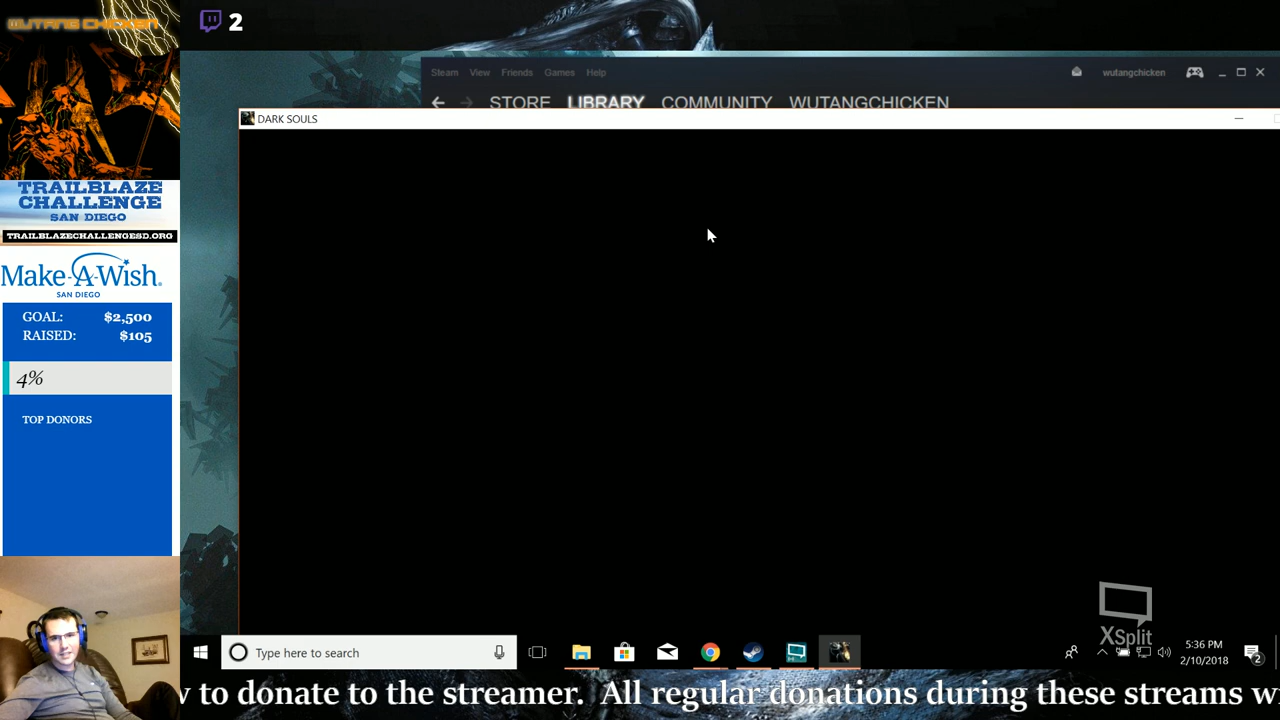 WUTANG CHICKEN
2
Steam View Friends Games Help
wutangchicken
STORE LIBRARY COMMUNITY WUTANGCHICKEN
DARK SOULS
TRAILBLAZE
CHALLENGE
SAN DIEGO
TRAILBLAZECHALLENGESD.ORG
Make-A-Wish.
SAN DIEGO
GOAL: $2,500
RAISED: $105
4%
TOP DONORS
XSplit
Type here to search
5:36 PM
2/10/2018
2
to donate to the streamer. All regular donations during these streams